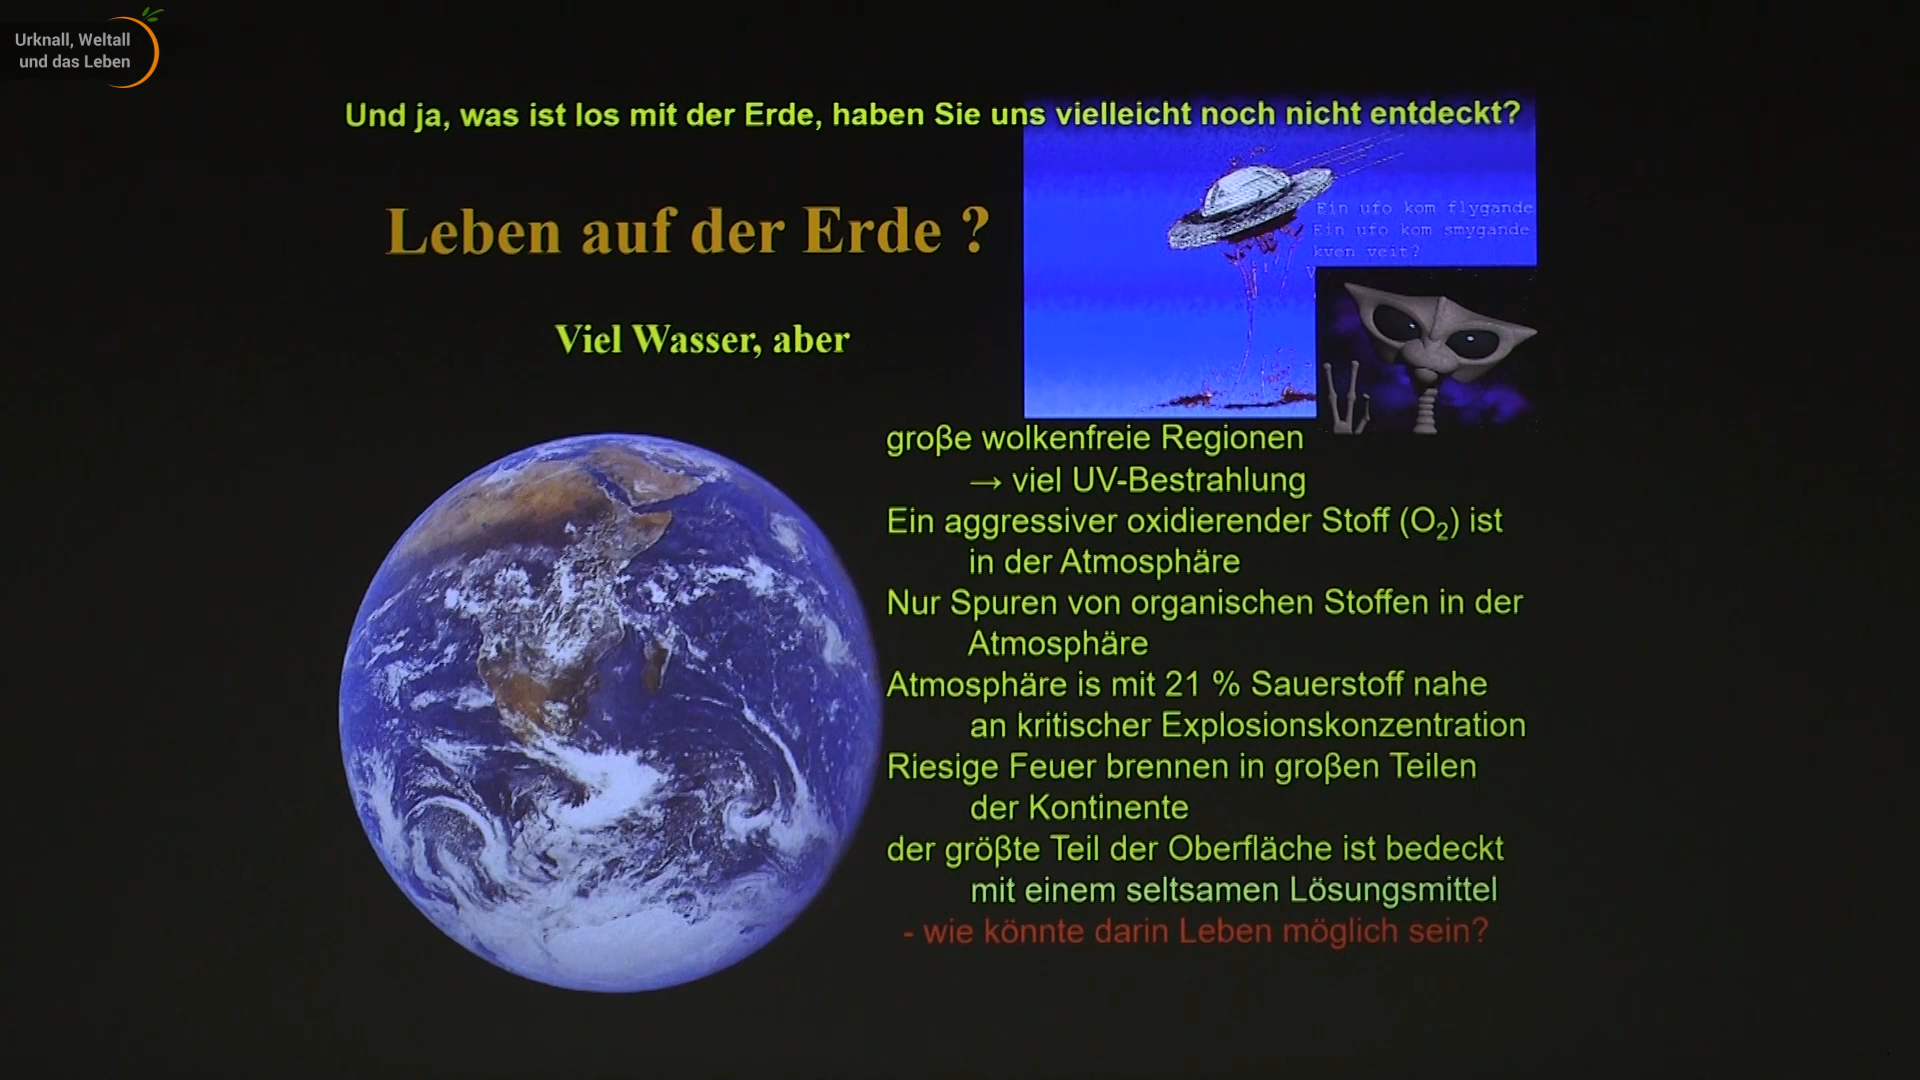 Urknall, Weltall
und das Leben
Und ja, was ist los mit der Erde, haben Sie uns vielleicht noch nicht entdeckt?
Leben auf der Erde ?
Viel Wasser, aber
Ein ufo kom flygande
Ein ufo kom smygande
kven veit?
V
große wolkenfreie Regionen
→ viel UV-Bestrahlung
Ein aggressiver oxidierender Stoff (O₂) ist
in der Atmosphäre
Nur Spuren von organischen Stoffen in der
Atmosphäre
Atmosphäre is mit 21 % Sauerstoff nahe
an kritischer Explosionskonzentration
Riesige Feuer brennen in großen Teilen
der Kontinente
der größte Teil der Oberfläche ist bedeckt
mit einem seltsamen Lösungsmittel
- wie könnte darin Leben möglich sein?